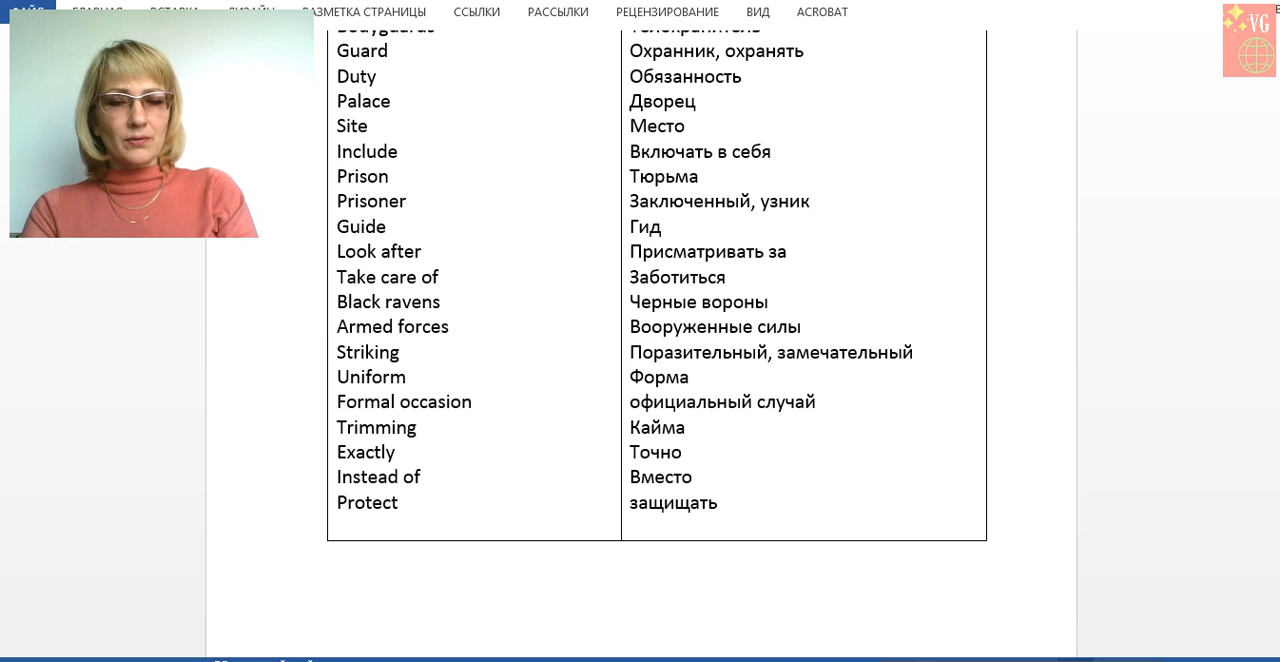 РАЗМЕТКА СТРАНИЦЫ ССЫЛКИ РАССЫЛКИ РЕЦЕНЗИРОВАНИЕ ВИД ACROBAT
VG
Guard Охранник, охранять
Duty Обязанность
Palace Дворец
Site Место
Include Включать в себя
Prison Тюрьма
Prisoner Заключенный, узник
Guide Гид
Look after Присматривать за
Take care of Заботиться
Black ravens Черные вороны
Armed forces Вооруженные силы
Striking Поразительный, замечательный
Uniform Форма
Formal occasion официальный случай
Trimming Кайма
Exactly Точно
Instead of Вместо
Protect защищать